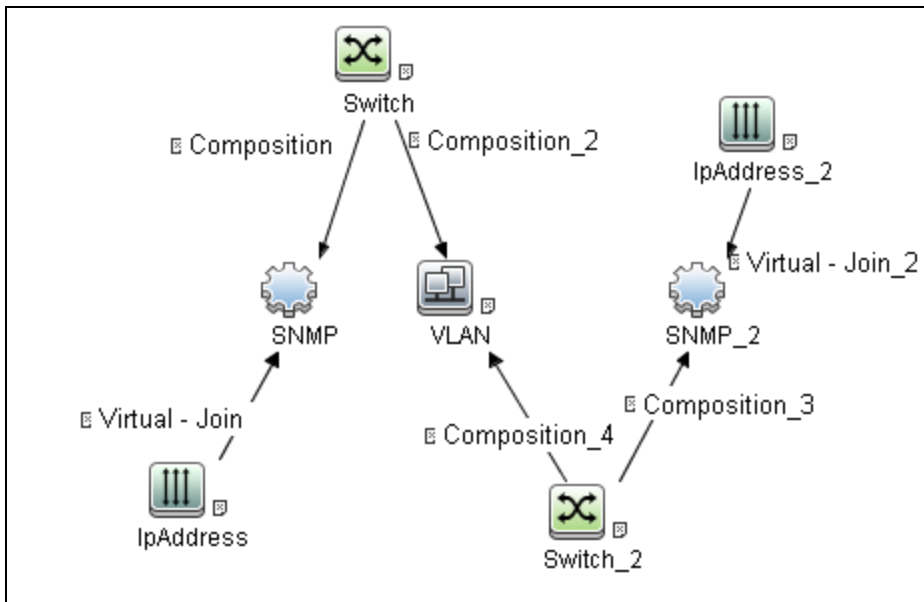 Switch
Composition
Composition_2
IpAddress_2
Virtual - Join_2
SNMP
VLAN
SNMP_2
Virtual - Join
Composition_4
Composition_3
IpAddress
Switch_2